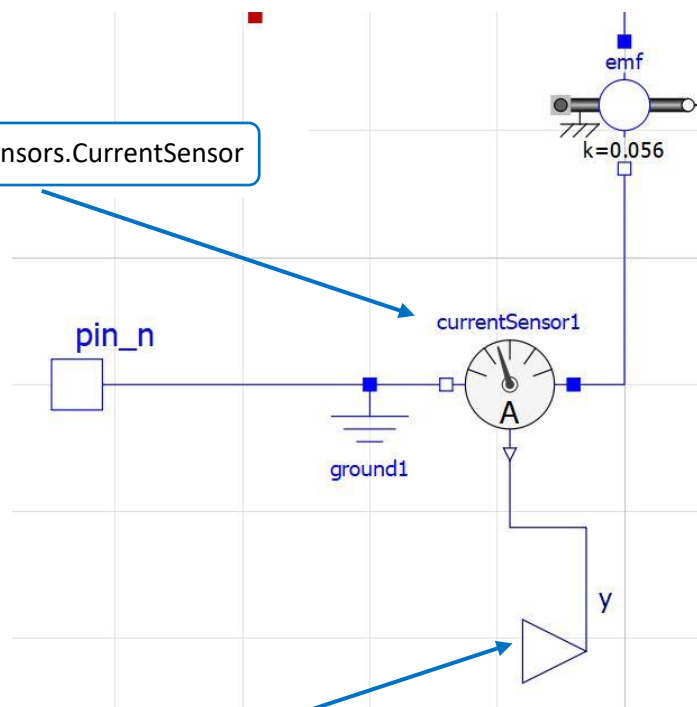 emf
k=0.056
nsors.CurrentSensor
currentSensor1
pin_n
A
ground1
y